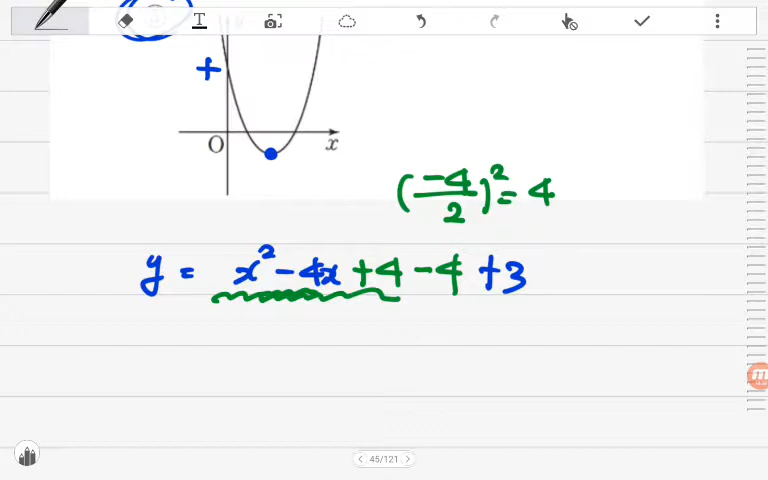 T
+
O
x
(-4/2)² = 4
y = x² - 4x + 4 - 4 + 3
45/121